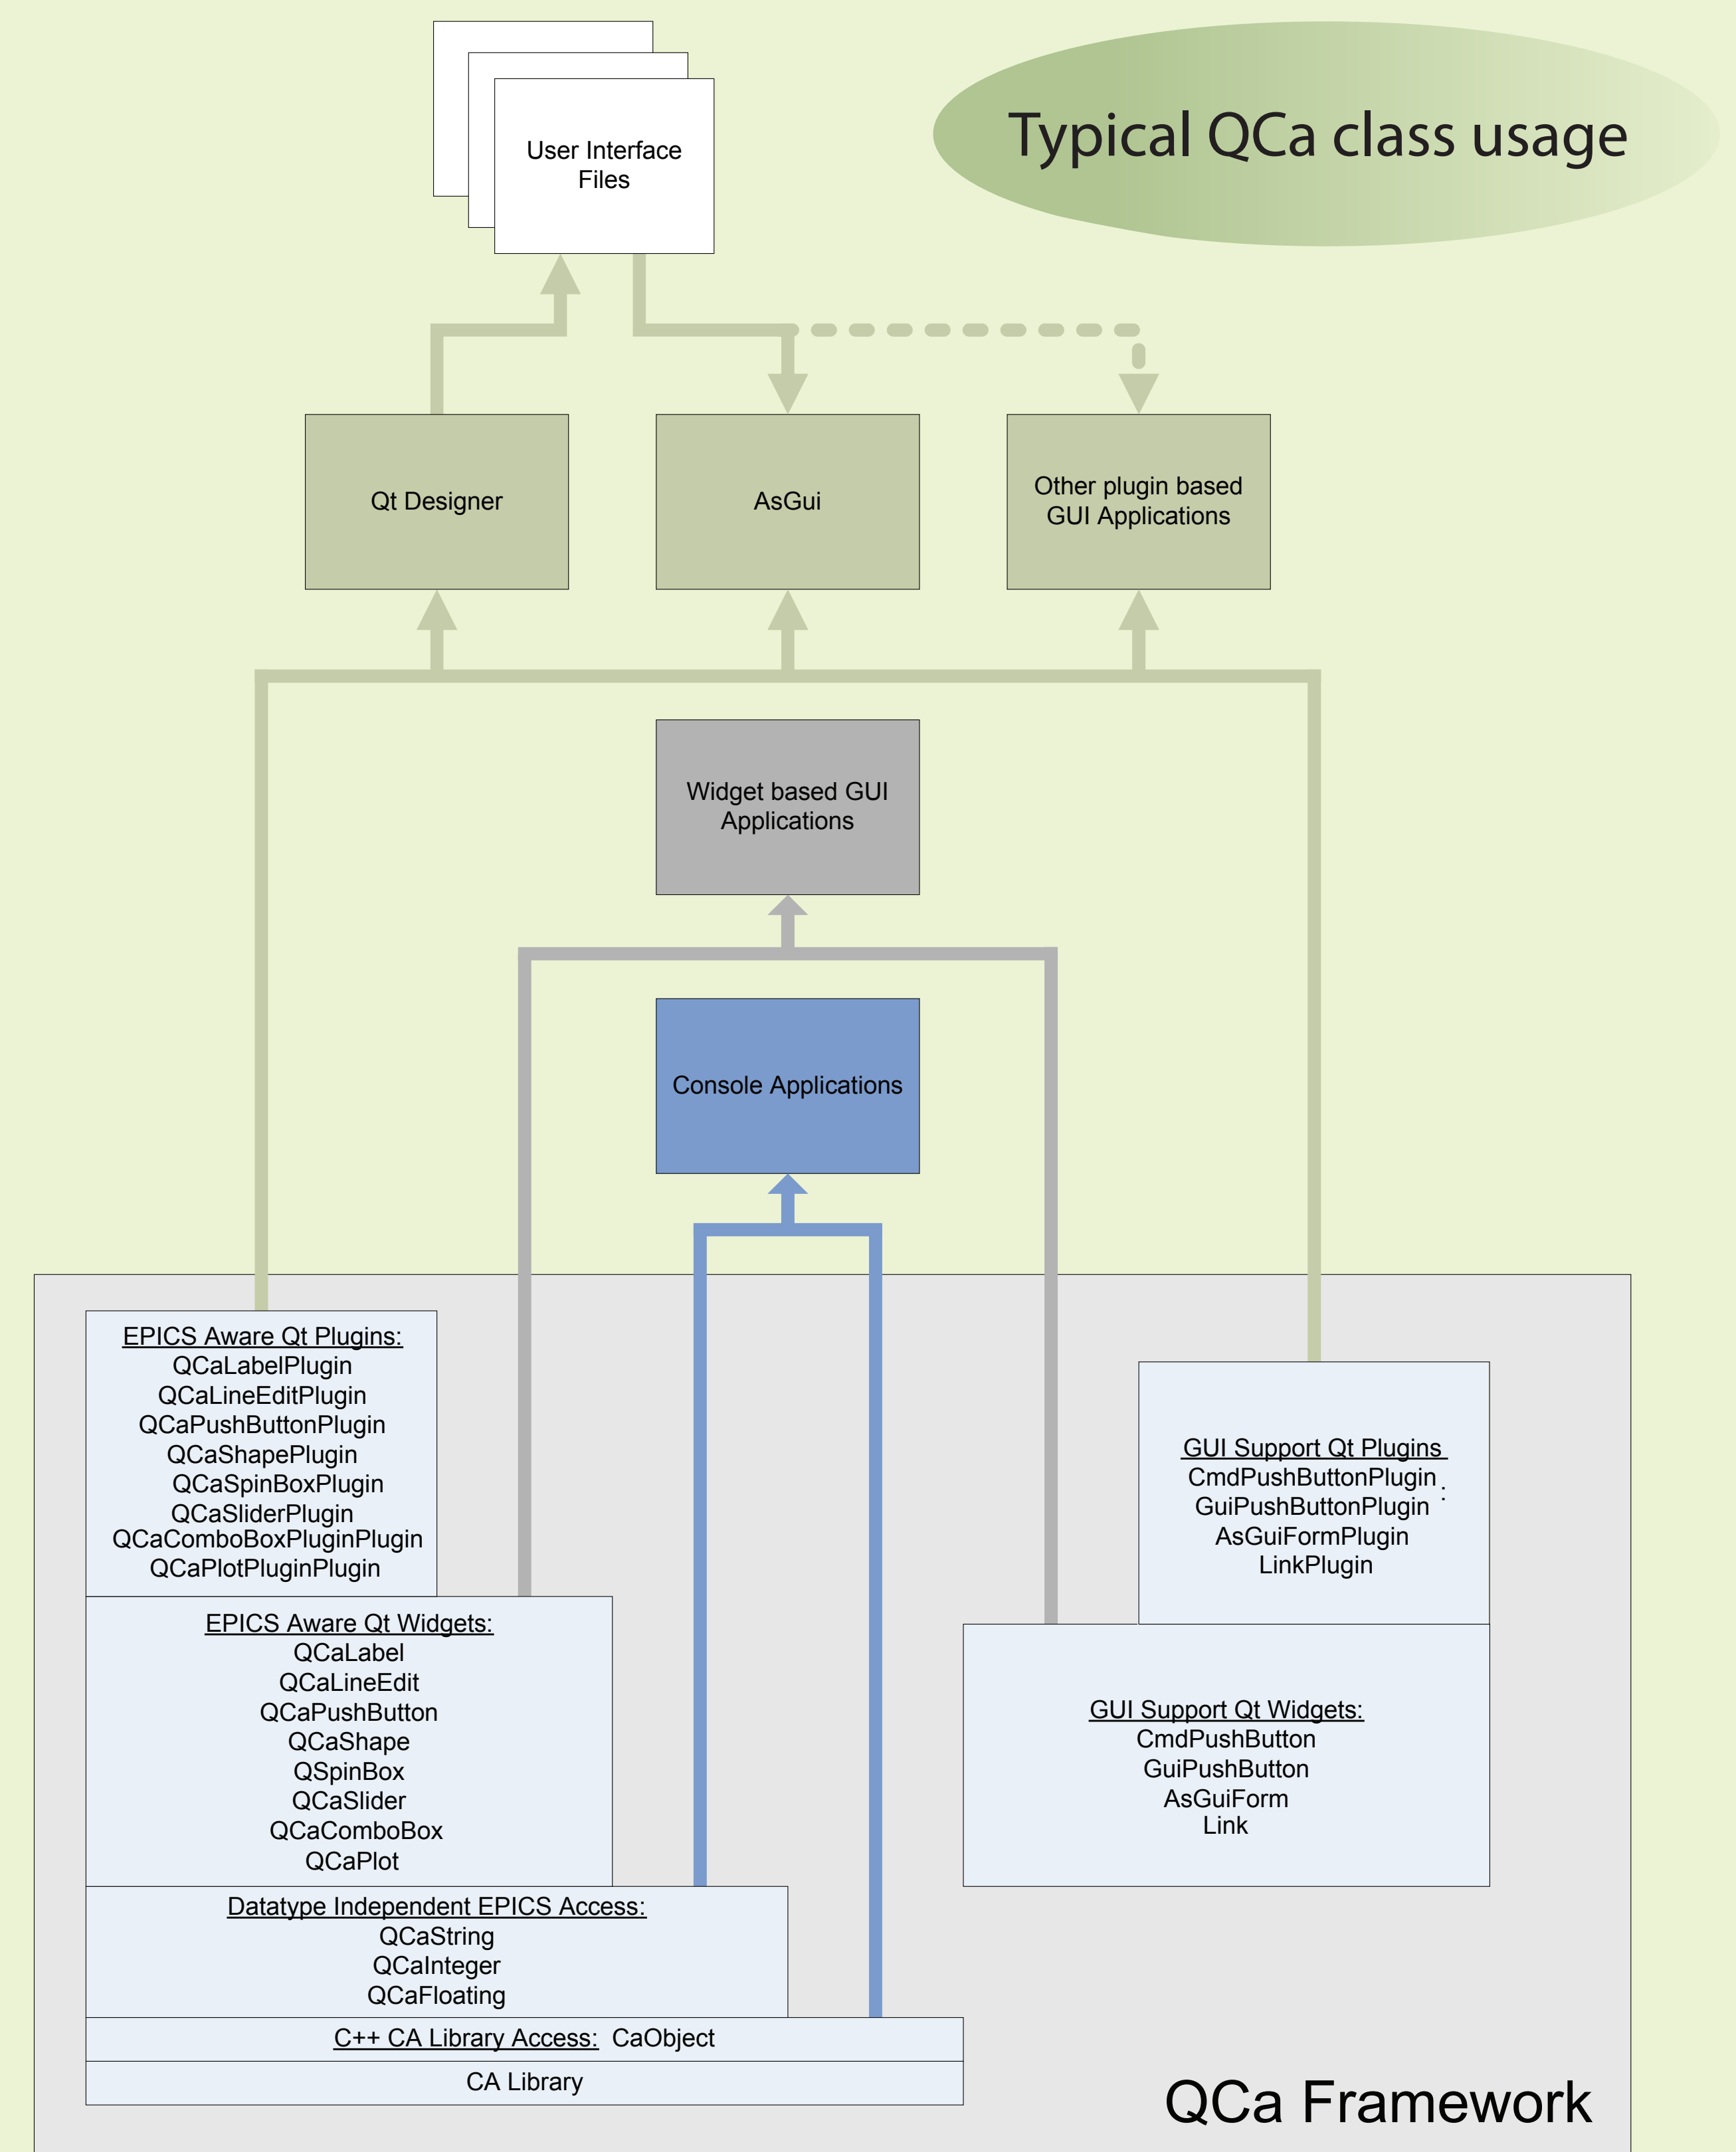 Typical QCa class usage
User Interface
Files
Qt Designer
AsGui
Other plugin based
GUI Applications
Widget based GUI
Applications
Console Applications
EPICS Aware Qt Plugins:
QCaLabelPlugin
QCaLineEditPlugin
QCaPushButtonPlugin
QCaShapePlugin
QCaSpinBoxPlugin
QCaSliderPlugin
QCaComboBoxPluginPlugin
QCaPlotPluginPlugin
GUI Support Qt Plugins
:
CmdPushButtonPlugin
GuiPushButtonPlugin
AsGuiFormPlugin
LinkPlugin
EPICS Aware Qt Widgets:
QCaLabel
QCaLineEdit
QCaPushButton
QCaShape
QSpinBox
QCaSlider
QCaComboBox
QCaPlot
GUI Support Qt Widgets:
CmdPushButton
GuiPushButton
AsGuiForm
Link
Datatype Independent EPICS Access:
QCaString
QCaInteger
QCaFloating
C++ CA Library Access: CaObject
CA Library
QCa Framework